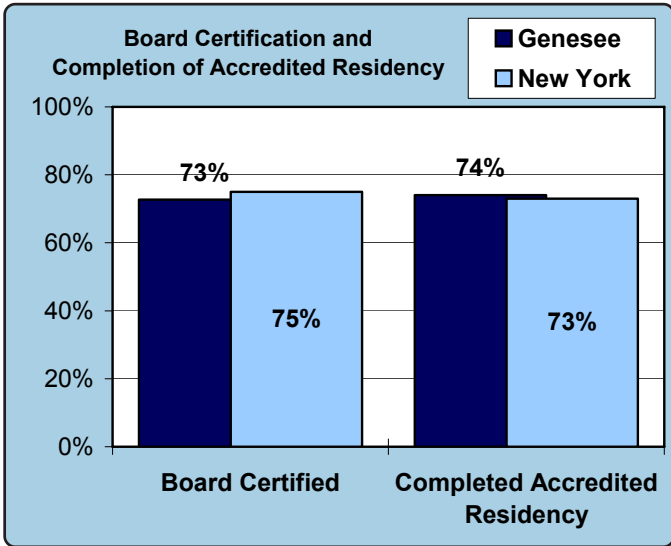 Board Certification and
Completion of Accredited Residency
Genesee
New York
100%
80%
60%
40%
20%
0%
73%
75%
74%
73%
Board Certified
Completed Accredited
Residency